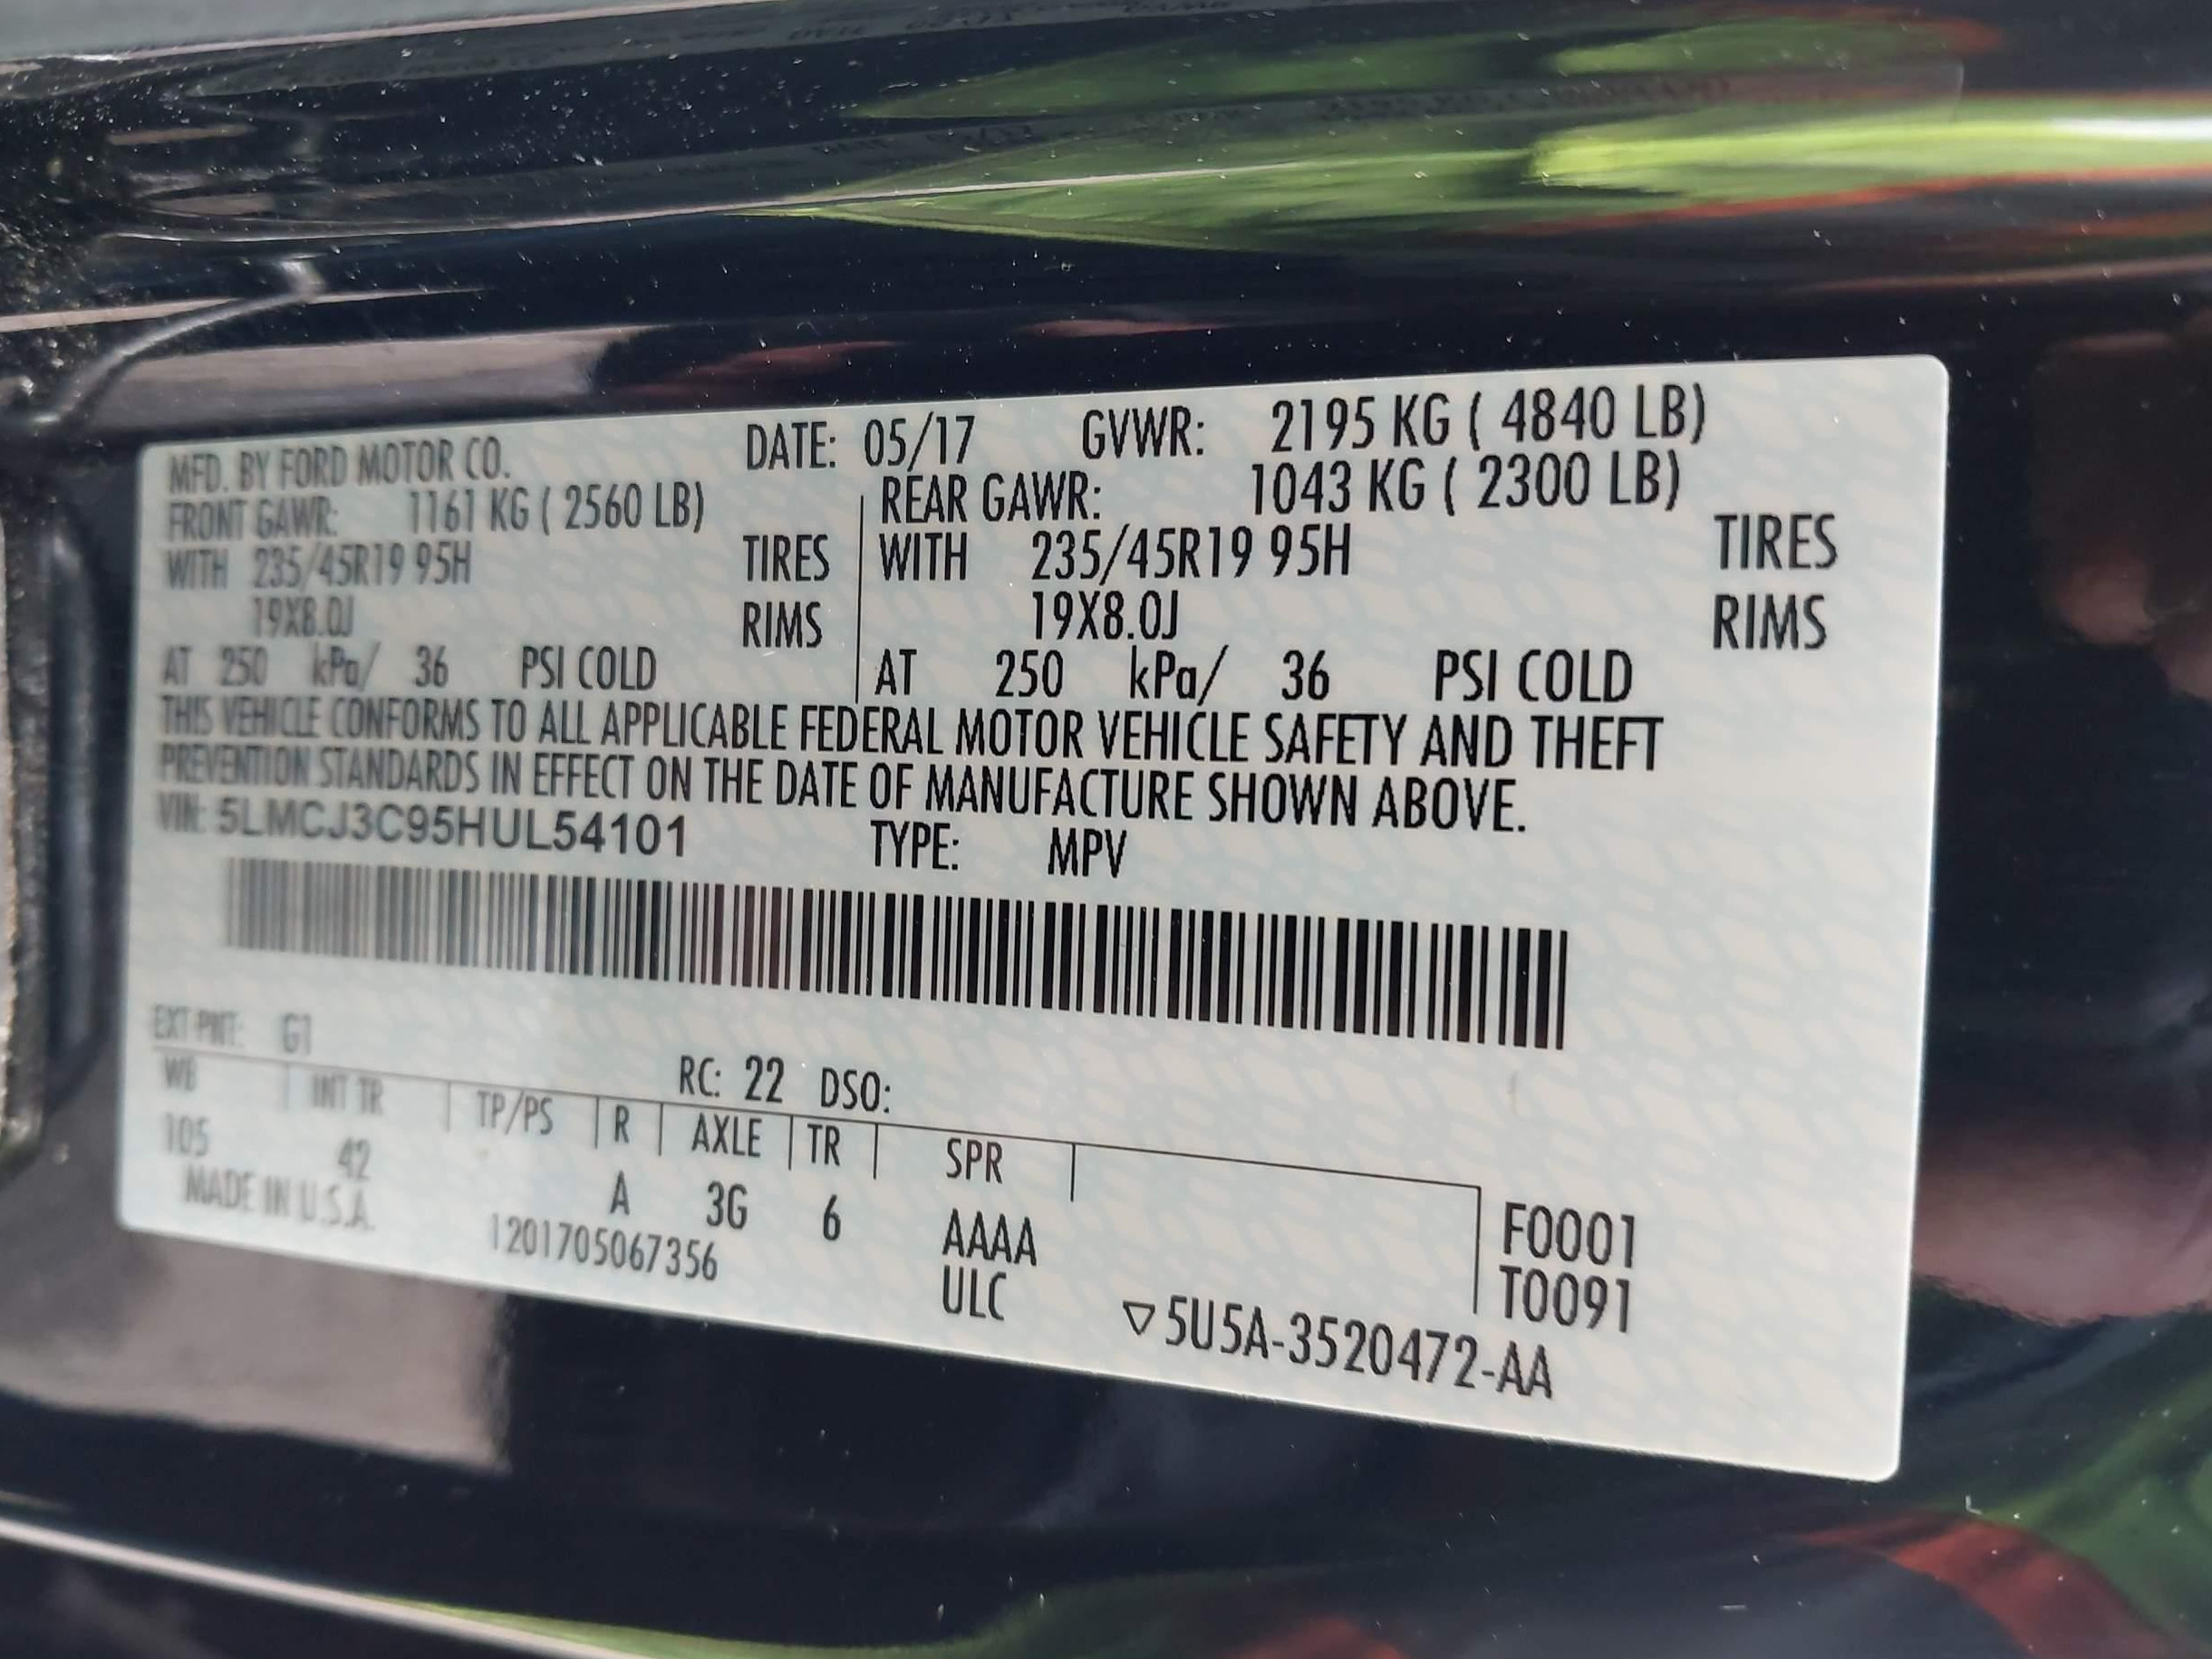 MFD. BY FORD MOTOR CO. DATE: 05/17 GVWR: 2195 KG ( 4840 LB)
FRONT GAWR: 1161 KG ( 2560 LB) REAR GAWR: 1043 KG ( 2300 LB)
WITH 235/45R19 95H TIRES WITH 235/45R19 95H TIRES
19X8.0J RIMS 19X8.0J RIMS
AT 250 kPa/ 36 PSI COLD AT 250 kPa/ 36 PSI COLD
THIS VEHICLE CONFORMS TO ALL APPLICABLE FEDERAL MOTOR VEHICLE SAFETY AND THEFT
PREVENTION STANDARDS IN EFFECT ON THE DATE OF MANUFACTURE SHOWN ABOVE.
VIN: 5LMCJ3C95HUL54101 TYPE: MPV
EXT PNT: G1 RC: 22 DSO:
WB INT TR TP/PS R AXLE TR SPR
105 42 A 3G 6 AAAA F0001
MADE IN U.S.A. 1201705067356 ULC T0091
▽5U5A-3520472-AA